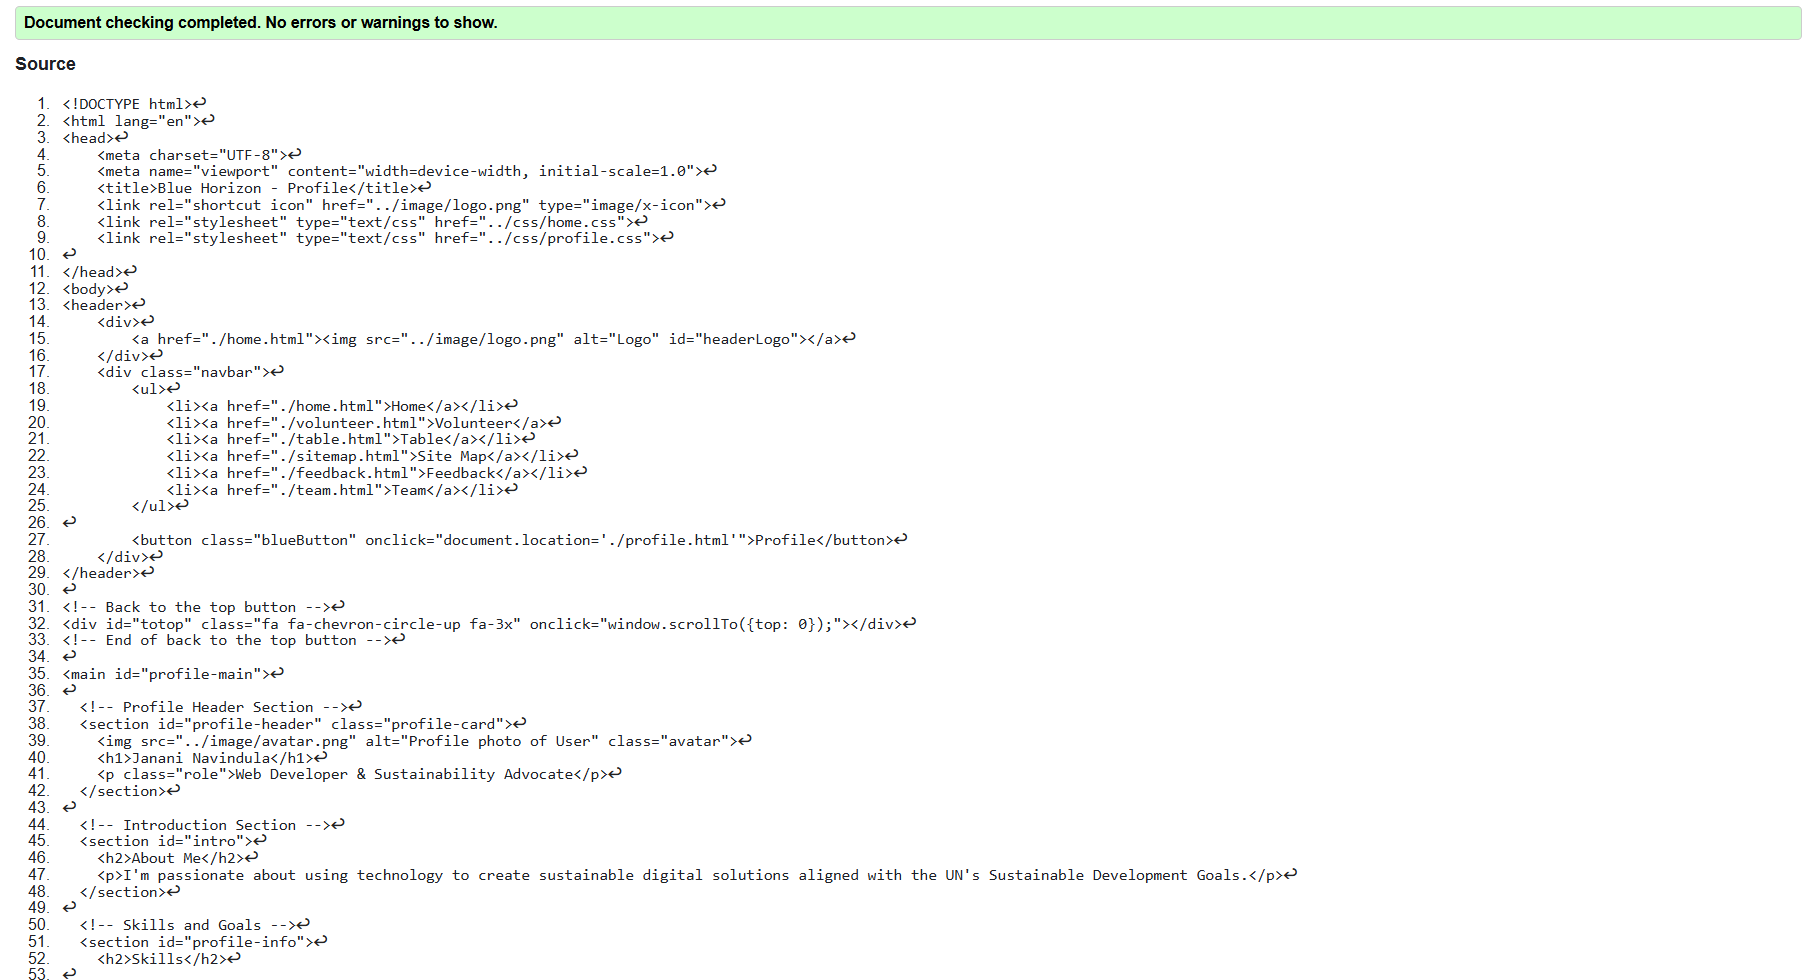 Document checking completed. No errors or warnings to show.
Source
1. <!DOCTYPE html>↩
2. <html lang="en">↩
3. <head>↩
4.     <meta charset="UTF-8">↩
5.     <meta name="viewport" content="width=device-width, initial-scale=1.0">↩
6.     <title>Blue Horizon - Profile</title>↩
7.     <link rel="shortcut icon" href="../image/logo.png" type="image/x-icon">↩
8.     <link rel="stylesheet" type="text/css" href="../css/home.css">↩
9.     <link rel="stylesheet" type="text/css" href="../css/profile.css">↩
10. ↩
11. </head>↩
12. <body>↩
13. <header>↩
14.     <div>↩
15.         <a href="./home.html"><img src="../image/logo.png" alt="Logo" id="headerLogo"></a>↩
16.     </div>↩
17.     <div class="navbar">↩
18.         <ul>↩
19.             <li><a href="./home.html">Home</a></li>↩
20.             <li><a href="./volunteer.html">Volunteer</a>↩
21.             <li><a href="./table.html">Table</a></li>↩
22.             <li><a href="./sitemap.html">Site Map</a></li>↩
23.             <li><a href="./feedback.html">Feedback</a></li>↩
24.             <li><a href="./team.html">Team</a></li>↩
25.         </ul>↩
26. ↩
27.         <button class="blueButton" onclick="document.location='./profile.html'">Profile</button>↩
28.     </div>↩
29. </header>↩
30. ↩
31. <!-- Back to the top button -->↩
32. <div id="totop" class="fa fa-chevron-circle-up fa-3x" onclick="window.scrollTo({top: 0});"></div>↩
33. <!-- End of back to the top button -->↩
34. ↩
35. <main id="profile-main">↩
36. ↩
37.   <!-- Profile Header Section -->↩
38.   <section id="profile-header" class="profile-card">↩
39.     <img src="../image/avatar.png" alt="Profile photo of User" class="avatar">↩
40.     <h1>Janani Navindula</h1>↩
41.     <p class="role">Web Developer & Sustainability Advocate</p>↩
42.   </section>↩
43. ↩
44.   <!-- Introduction Section -->↩
45.   <section id="intro">↩
46.     <h2>About Me</h2>↩
47.     <p>I'm passionate about using technology to create sustainable digital solutions aligned with the UN's Sustainable Development Goals.</p>↩
48.   </section>↩
49. ↩
50.   <!-- Skills and Goals -->↩
51.   <section id="profile-info">↩
52.     <h2>Skills</h2>↩
53. ↩